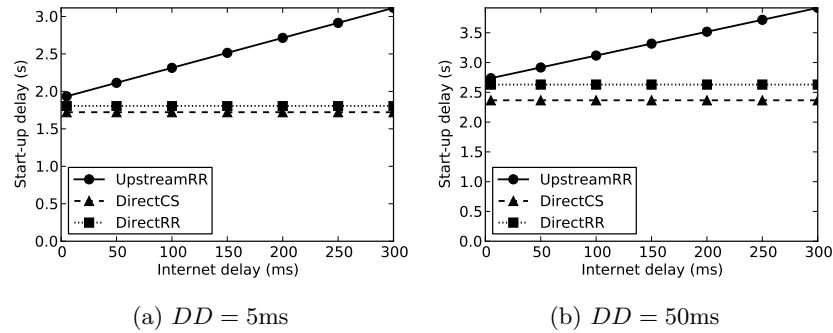 3.0
2.5
2.0
1.5
1.0
0.5
0.0
Start-up delay (s)
UpstreamRR
DirectCS
DirectRR
0 50 100 150 200 250 300
Internet delay (ms)
(a) DD = 5ms
3.5
3.0
2.5
2.0
1.5
1.0
0.5
0.0
Start-up delay (s)
UpstreamRR
DirectCS
DirectRR
0 50 100 150 200 250 300
Internet delay (ms)
(b) DD = 50ms